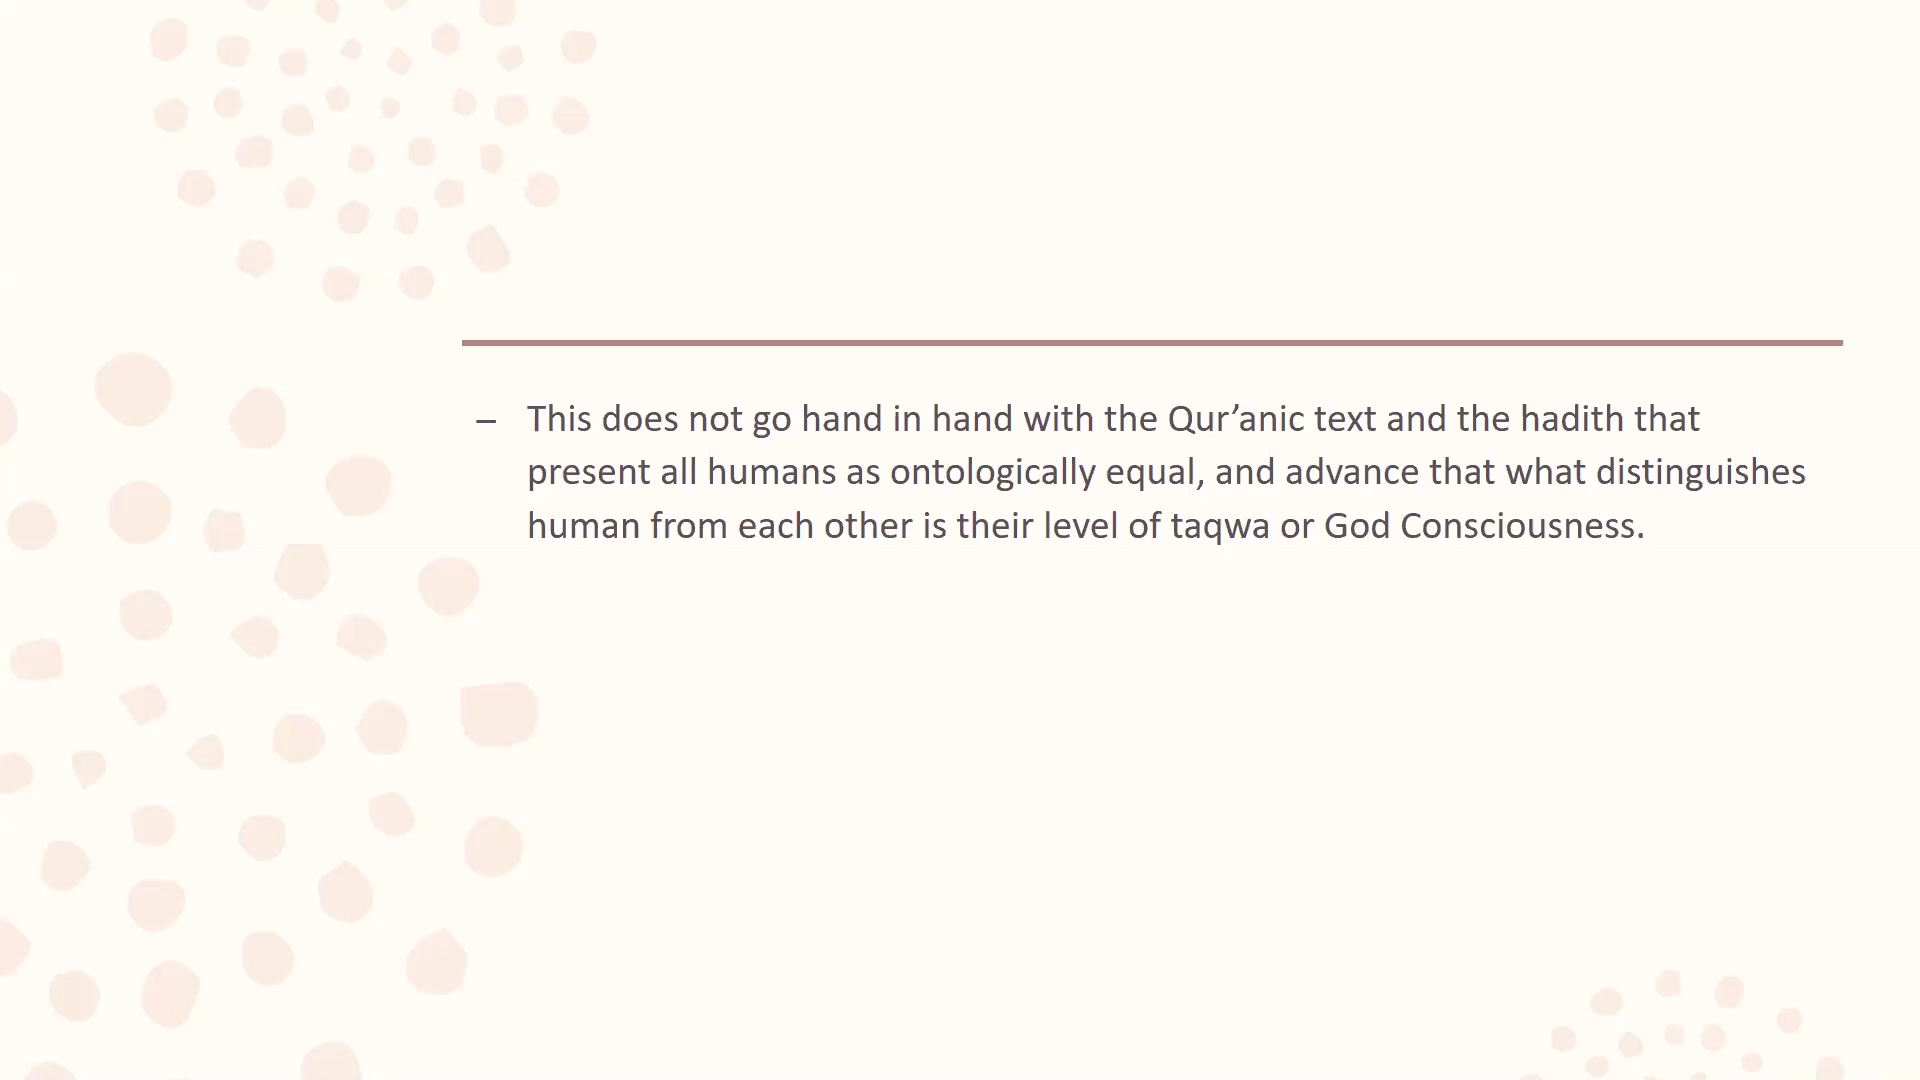 – This does not go hand in hand with the Qur’anic text and the hadith that
present all humans as ontologically equal, and advance that what distinguishes
human from each other is their level of taqwa or God Consciousness.